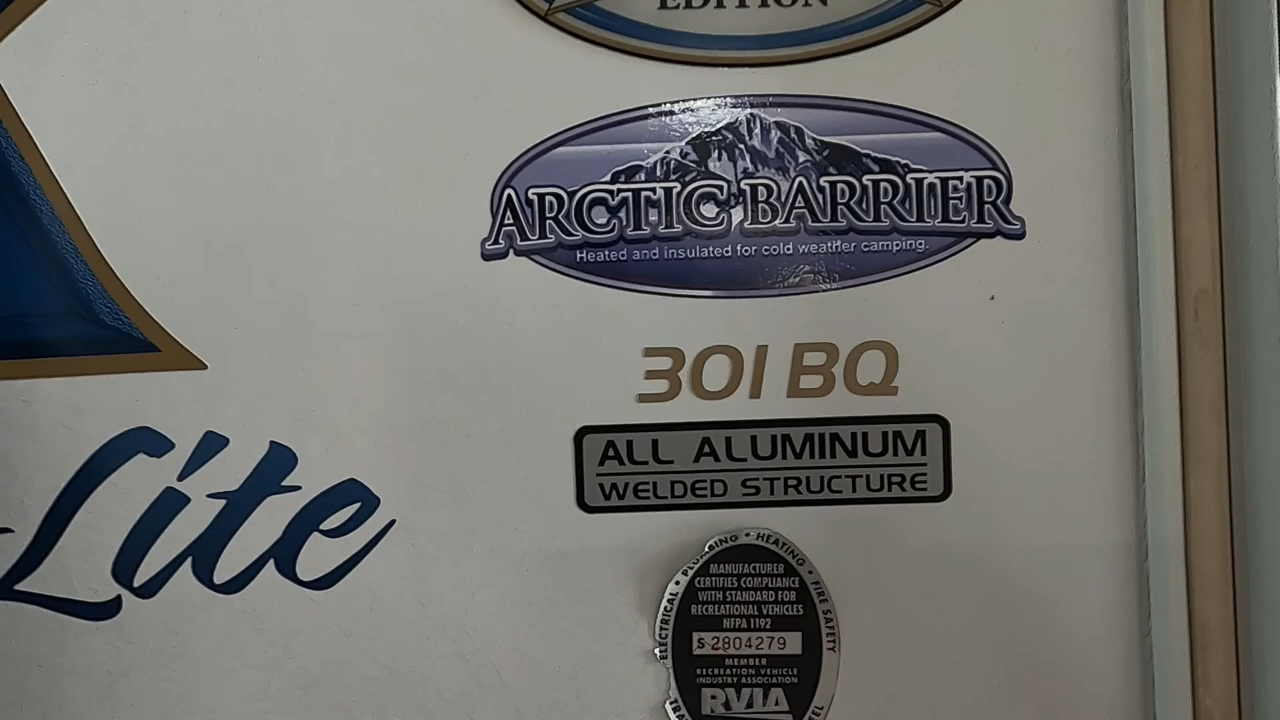 EDITION
ARCTIC BARRIER
Heated and insulated for cold weather camping.
301 BQ
ALL ALUMINUM
WELDED STRUCTURE
-Lite
ELECTRICAL • PLUMBING • HEATING • FIRE SAFETY
MANUFACTURER
CERTIFIES COMPLIANCE
WITH STANDARD FOR
RECREATIONAL VEHICLES
NFPA 1192
S 2804279
MEMBER
RECREATION VEHICLE
INDUSTRY ASSOCIATION
RVIA